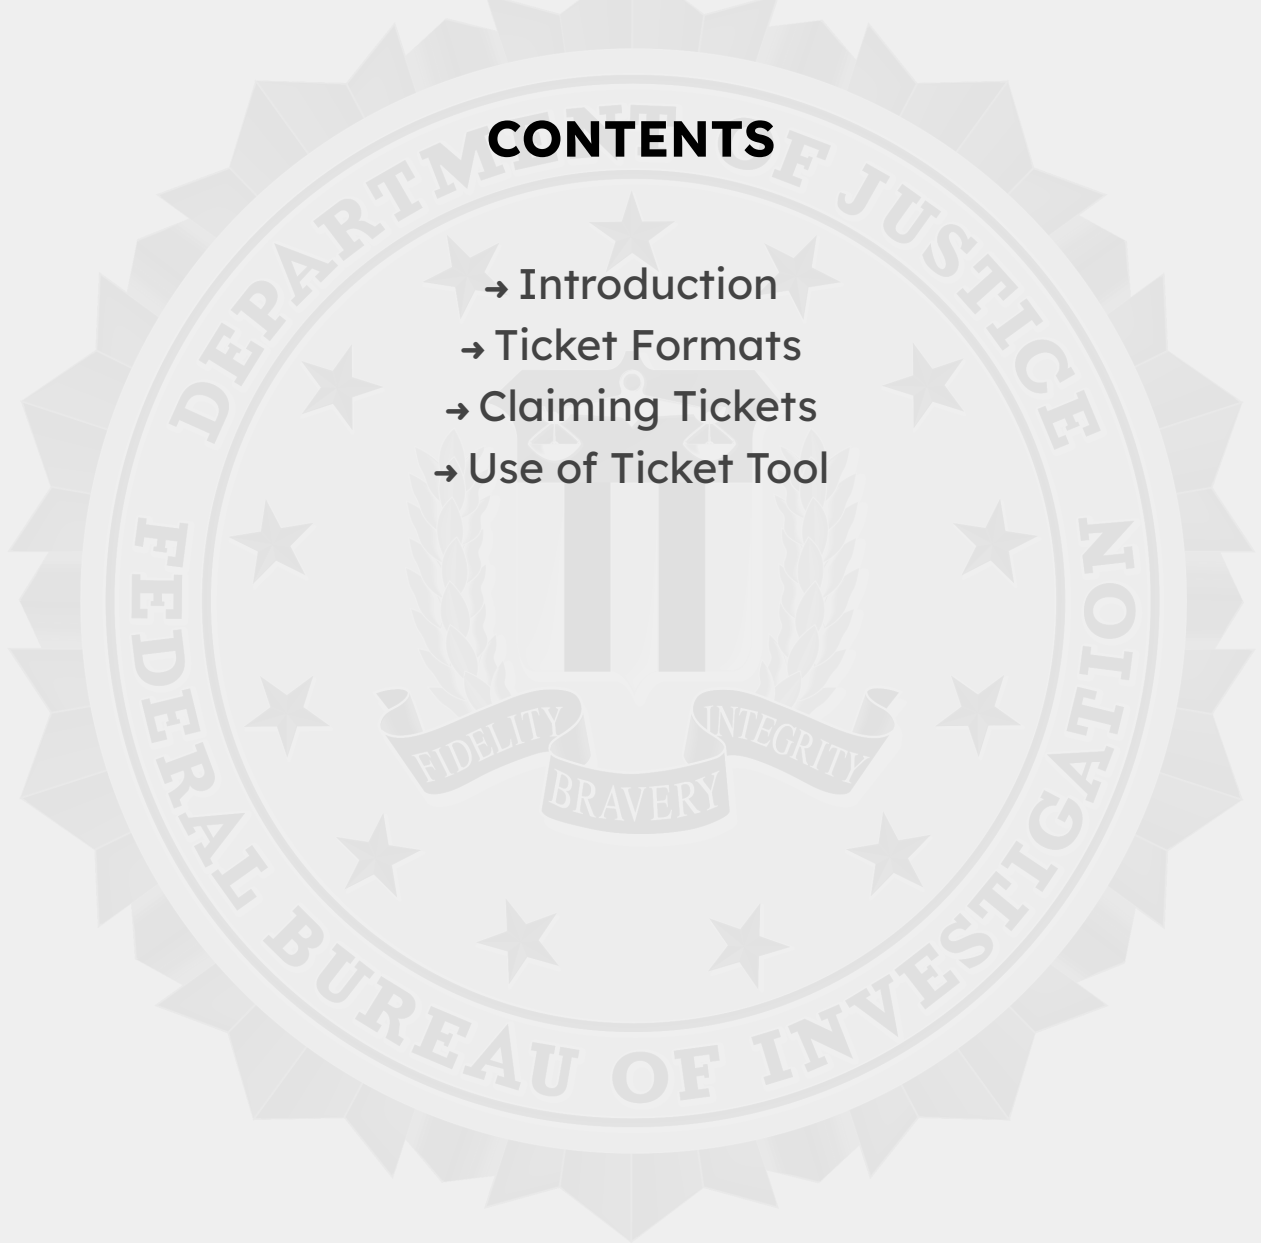 CONTENTS
➜ Introduction
➜ Ticket Formats
➜ Claiming Tickets
➜ Use of Ticket Tool
DEPARTMENT OF JUSTICE
FEDERAL BUREAU OF INVESTIGATION
FIDELITY
BRAVERY
INTEGRITY